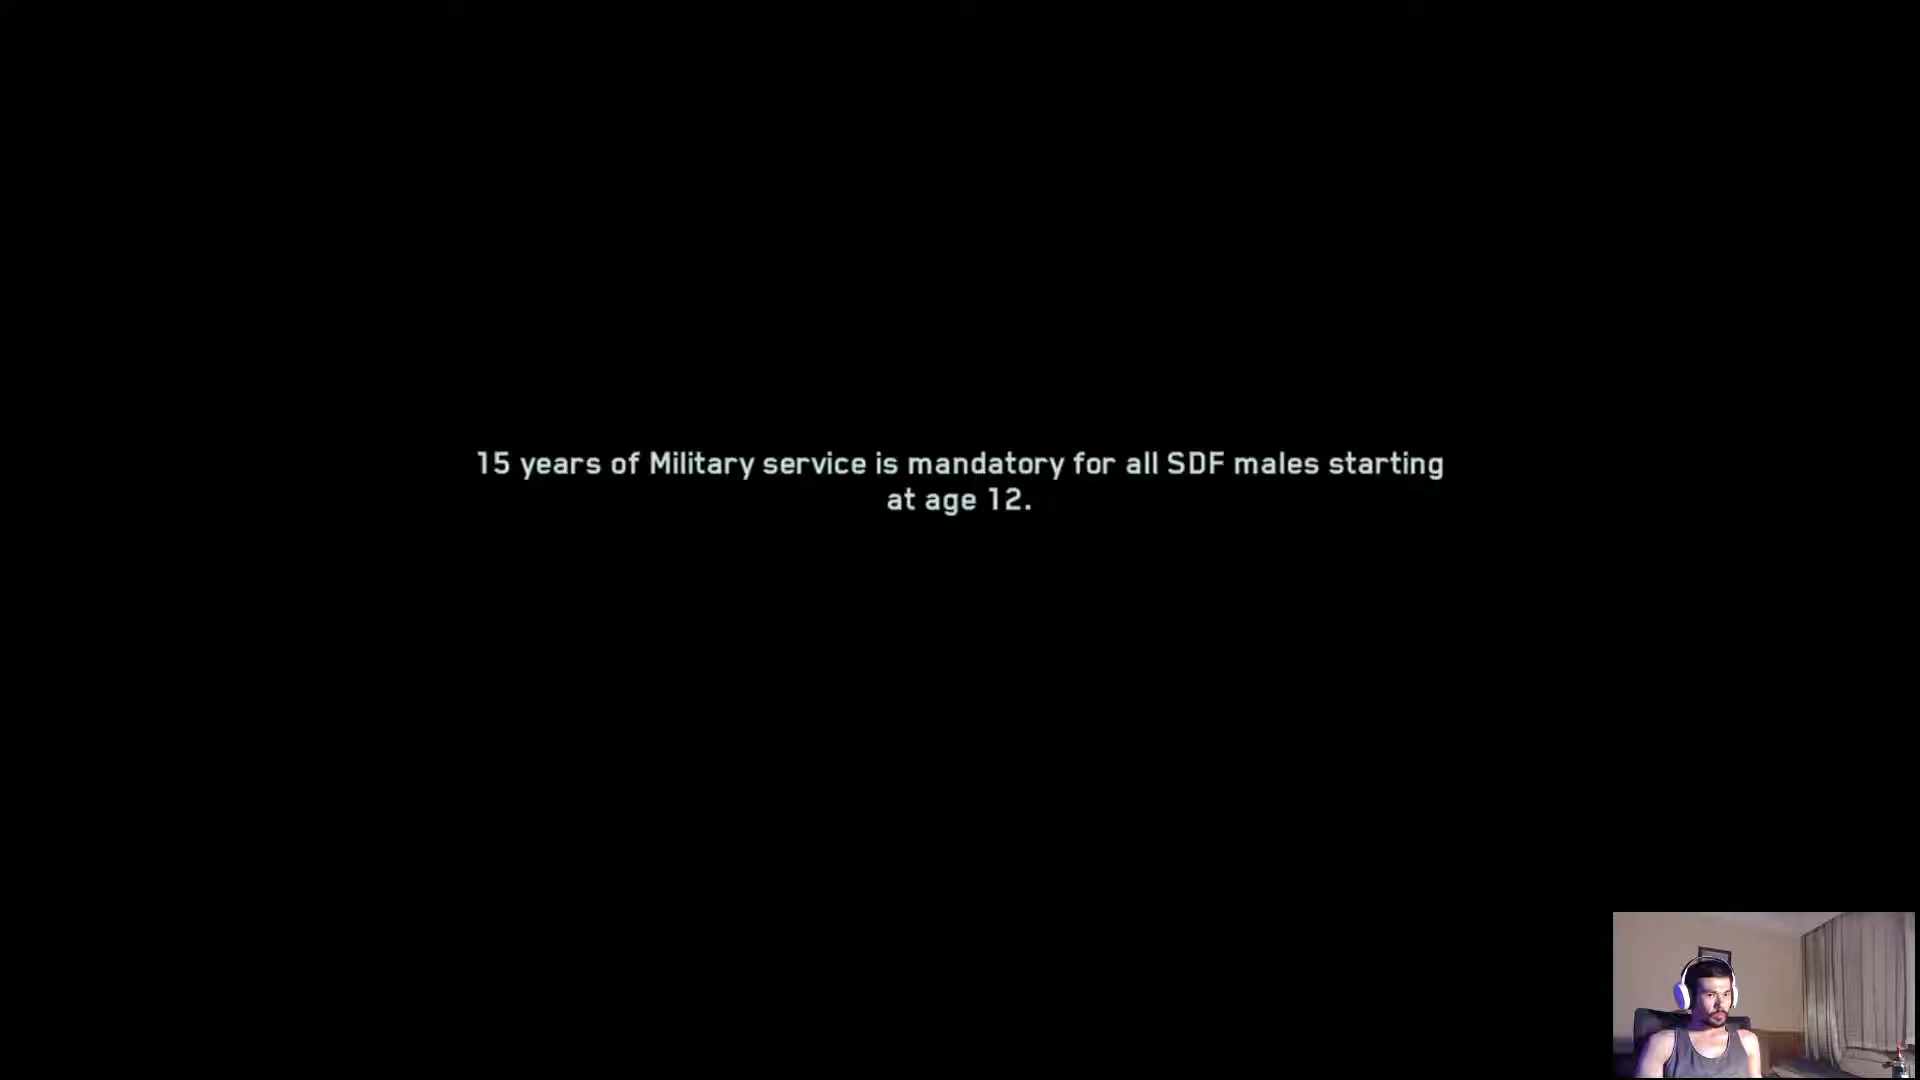 15 years of Military service is mandatory for all SDF males starting
at age 12.